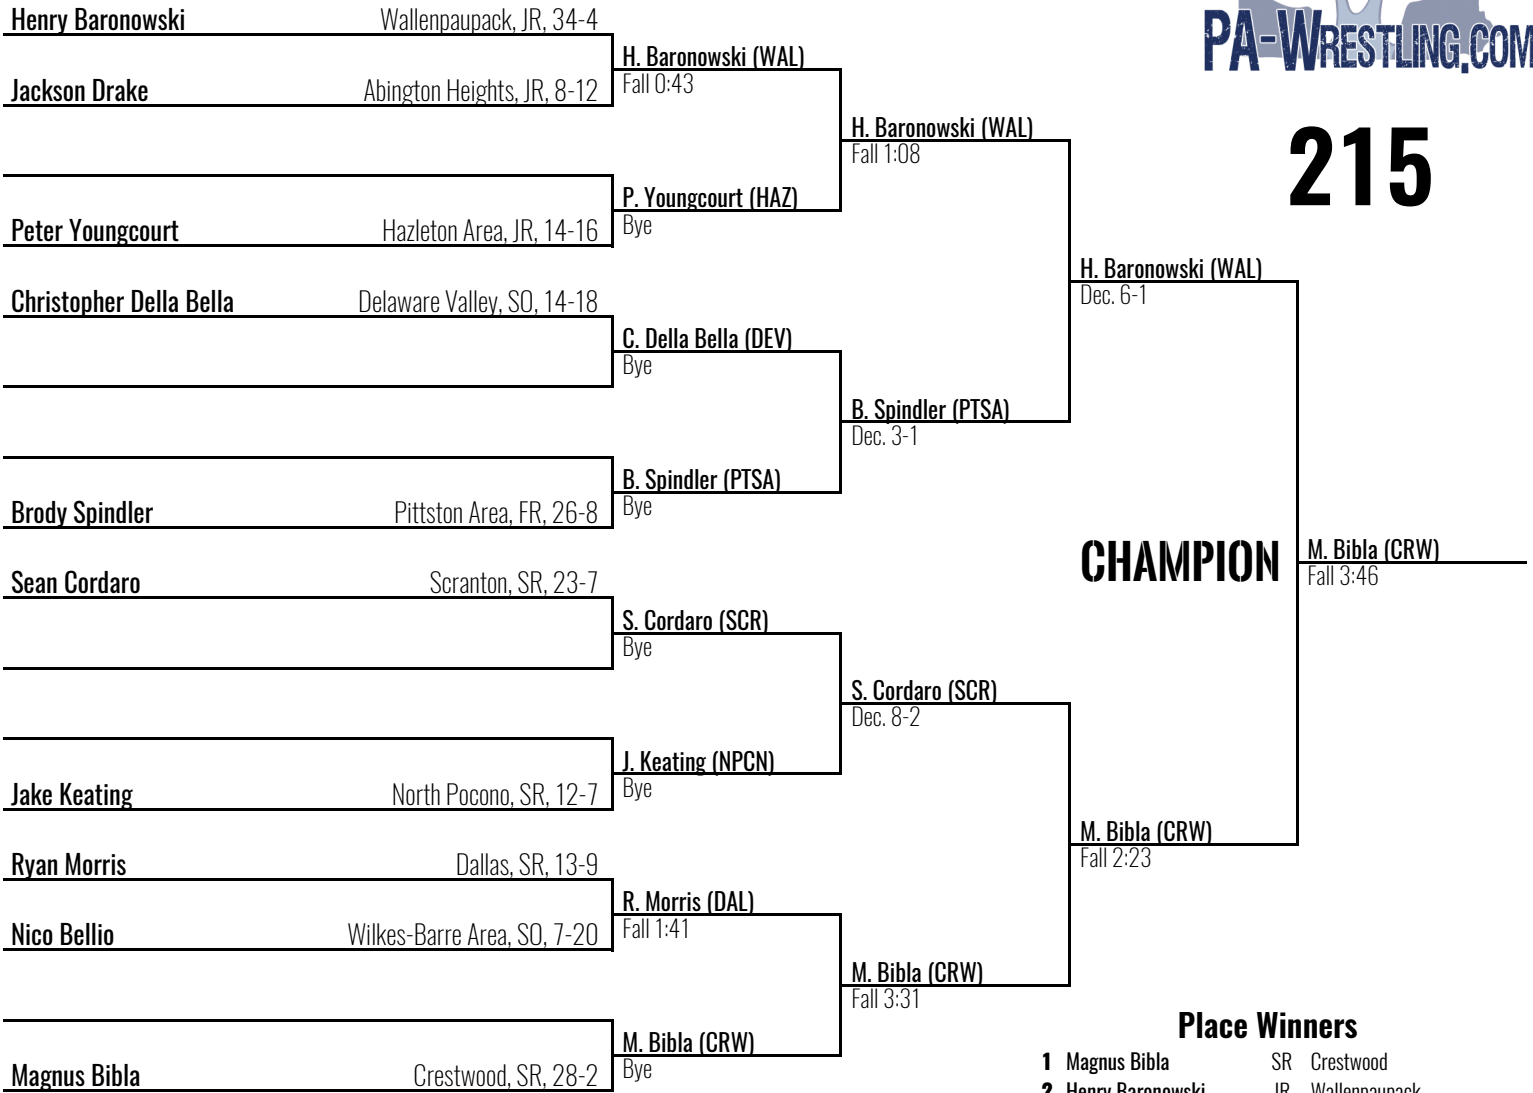 Henry Baronowski Wallenpaupack, JR, 34-4
PA-WRESTLING.COM
H. Baronowski (WAL)
Fall 0:43
Jackson Drake Abington Heights, JR, 8-12
H. Baronowski (WAL)
Fall 1:08
215
P. Youngcourt (HAZ)
Bye
Peter Youngcourt Hazleton Area, JR, 14-16
H. Baronowski (WAL)
Dec. 6-1
Christopher Della Bella Delaware Valley, SO, 14-18
C. Della Bella (DEV)
Bye
B. Spindler (PTSA)
Dec. 3-1
B. Spindler (PTSA)
Bye
Brody Spindler Pittston Area, FR, 26-8
CHAMPION
M. Bibla (CRW)
Fall 3:46
Sean Cordaro Scranton, SR, 23-7
S. Cordaro (SCR)
Bye
S. Cordaro (SCR)
Dec. 8-2
J. Keating (NPCN)
Bye
Jake Keating North Pocono, SR, 12-7
M. Bibla (CRW)
Fall 2:23
Ryan Morris Dallas, SR, 13-9
R. Morris (DAL)
Fall 1:41
Nico Bellio Wilkes-Barre Area, SO, 7-20
M. Bibla (CRW)
Fall 3:31
Place Winners
M. Bibla (CRW)
Bye
1 Magnus Bibla SR Crestwood
Magnus Bibla Crestwood, SR, 28-2
2 Henry Baronowski JR Wallenpaupack